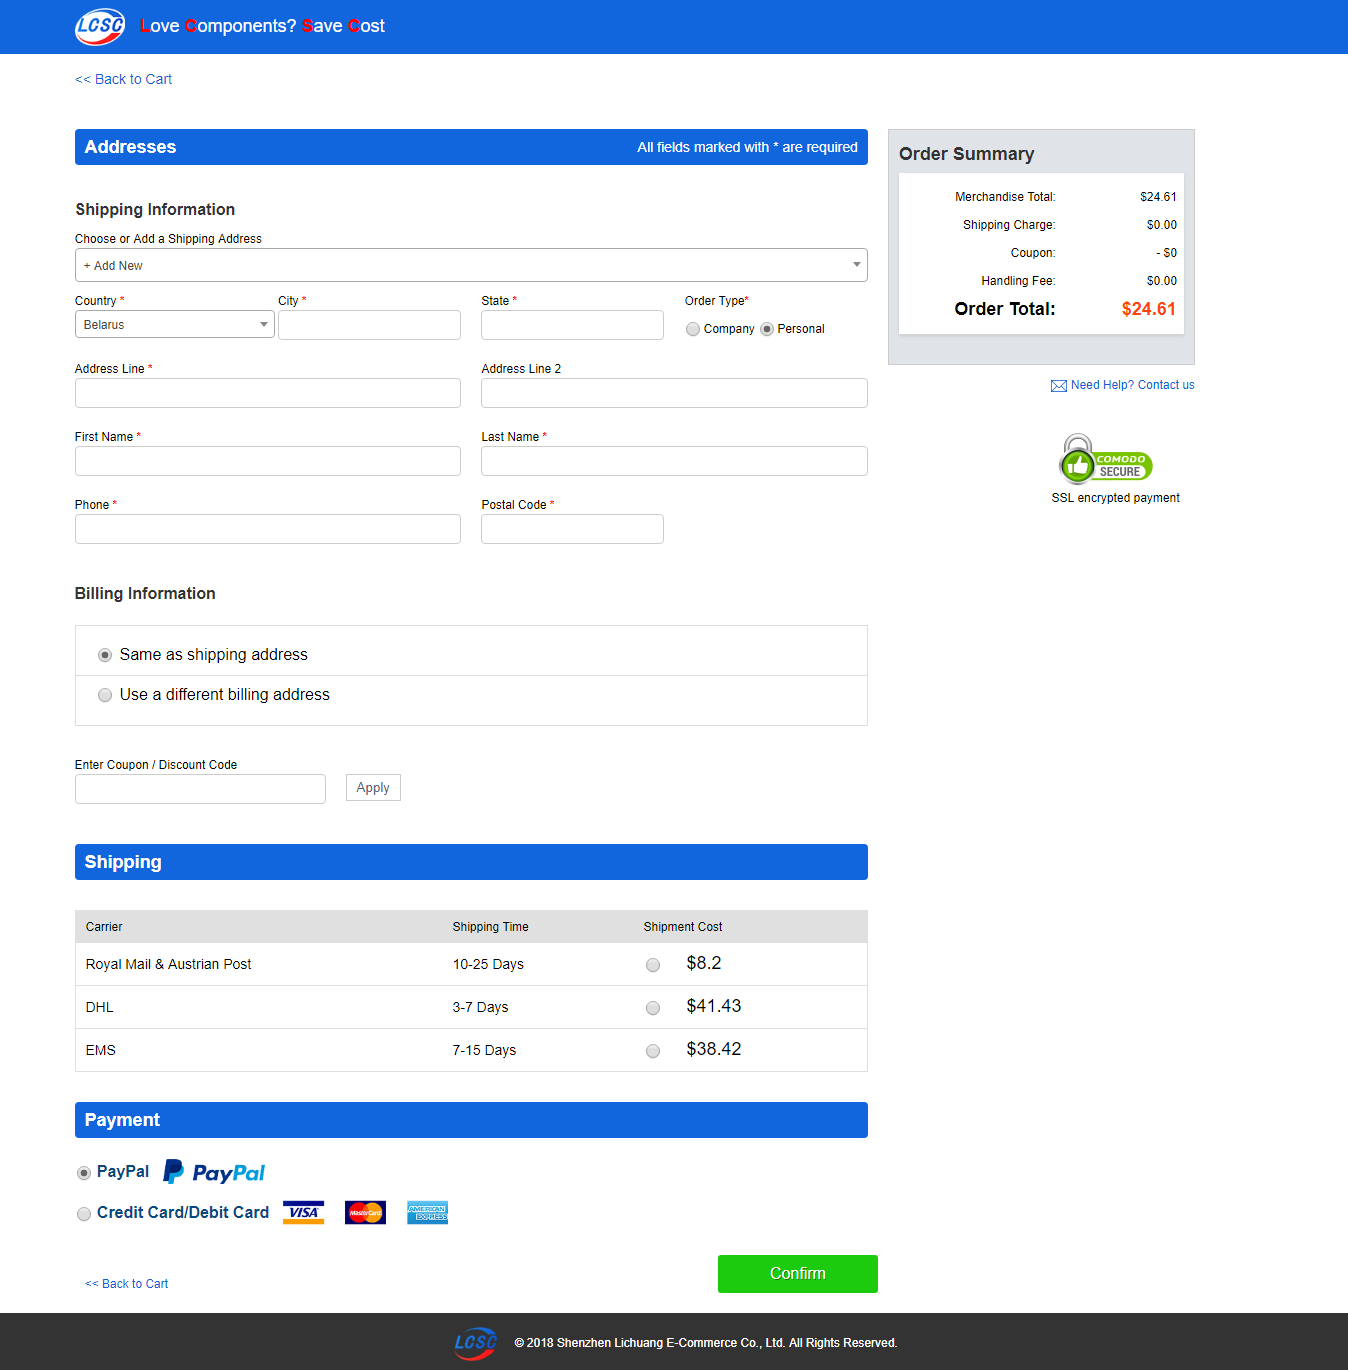 LCSC Love Components? Save Cost
<< Back to Cart
Addresses All fields marked with * are required
Shipping Information
Choose or Add a Shipping Address
+ Add New
Country * City * State * Order Type*
Belarus Company Personal
Address Line * Address Line 2
First Name * Last Name *
Phone * Postal Code *
Billing Information
Same as shipping address
Use a different billing address
Enter Coupon / Discount Code
Apply
Shipping
Carrier Shipping Time Shipment Cost
Royal Mail & Austrian Post 10-25 Days $8.2
DHL 3-7 Days $41.43
EMS 7-15 Days $38.42
Payment
PayPal PayPal
Credit Card/Debit Card VISA MasterCard AMERICAN EXPRESS
<< Back to Cart
Confirm
Order Summary
Merchandise Total: $24.61
Shipping Charge: $0.00
Coupon: - $0
Handling Fee: $0.00
Order Total: $24.61
Need Help? Contact us
COMODO
SECURE
SSL encrypted payment
LCSC © 2018 Shenzhen Lichuang E-Commerce Co., Ltd. All Rights Reserved.